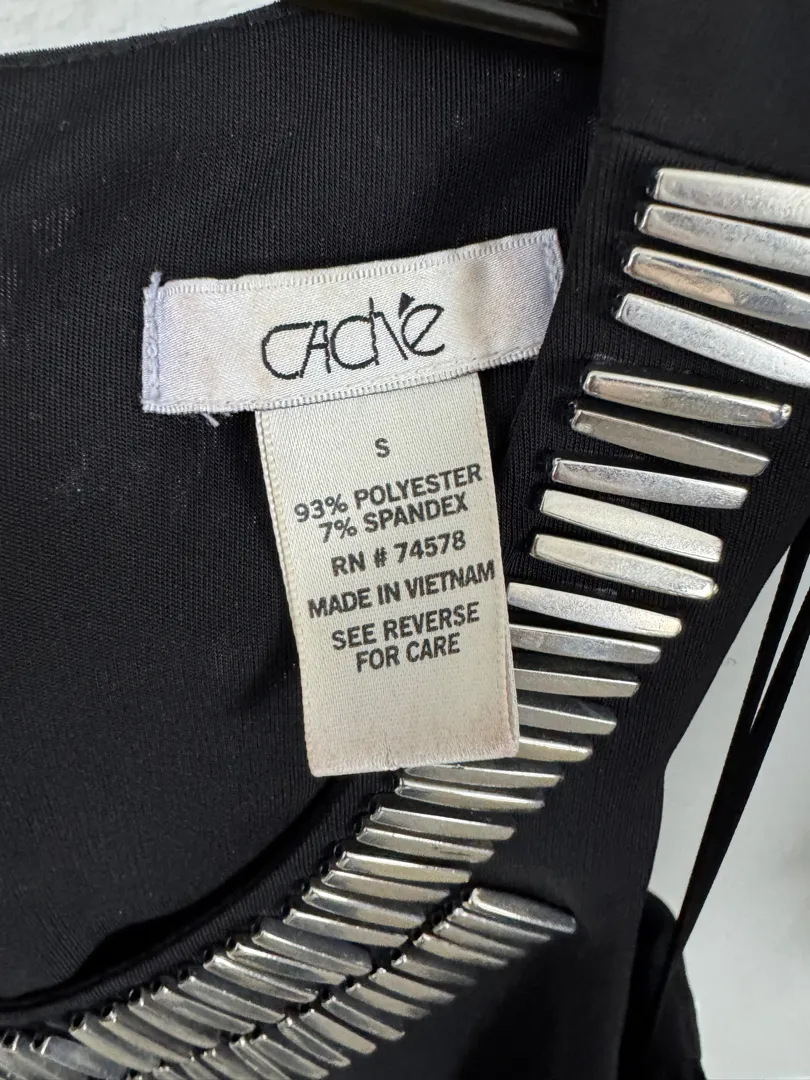 CAChé
S
93% POLYESTER
7% SPANDEX
RN # 74578
MADE IN VIETNAM
SEE REVERSE
FOR CARE